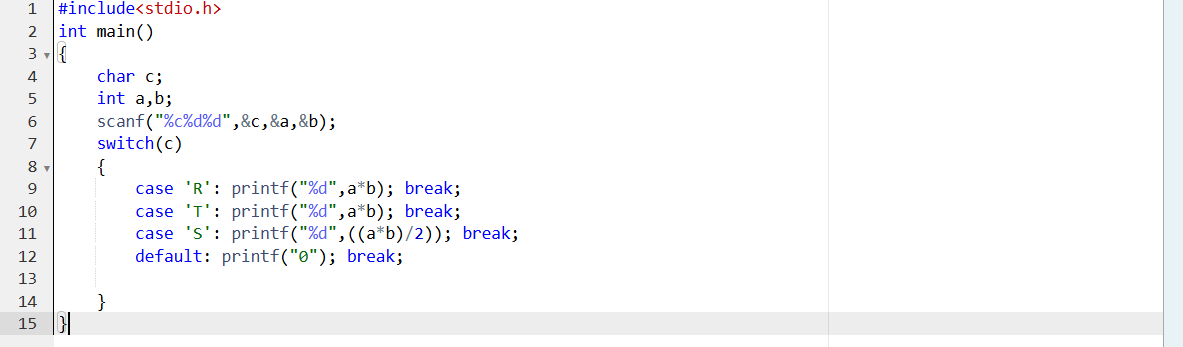 1 #include<stdio.h>
2 int main()
3 {
4     char c;
5     int a,b;
6     scanf("%c%d%d",&c,&a,&b);
7     switch(c)
8     {
9         case 'R': printf("%d",a*b); break;
10         case 'T': printf("%d",a*b); break;
11         case 'S': printf("%d",((a*b)/2)); break;
12         default: printf("0"); break;
13
14     }
15 }